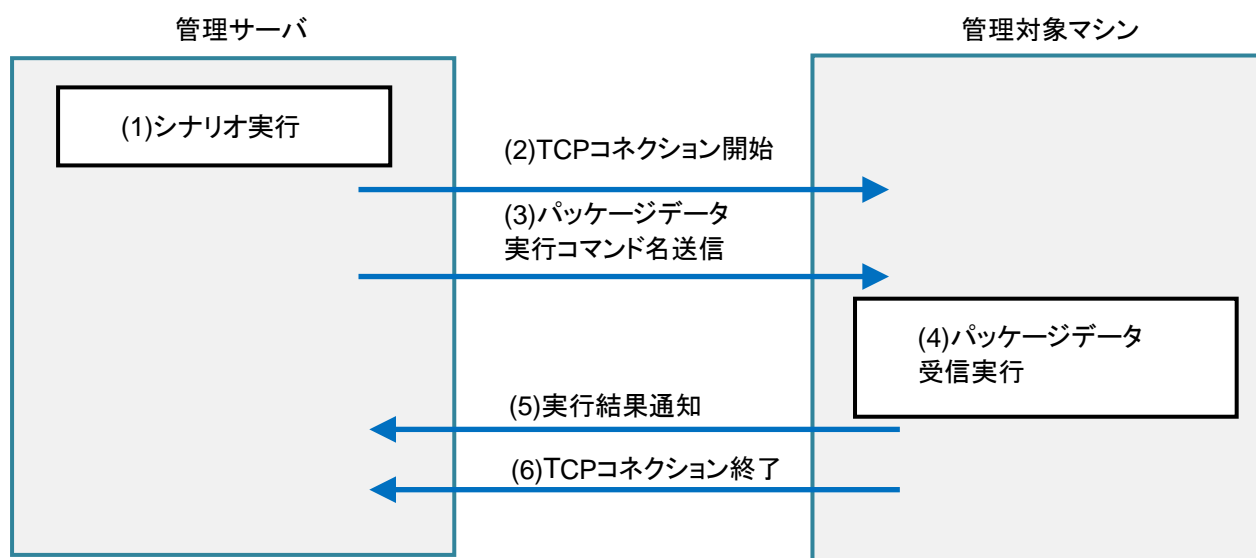 管理サーバ
管理対象マシン
(1)シナリオ実行
(2)TCPコネクション開始
(3)パッケージデータ
実行コマンド名送信
(4)パッケージデータ
受信実行
(5)実行結果通知
(6)TCPコネクション終了